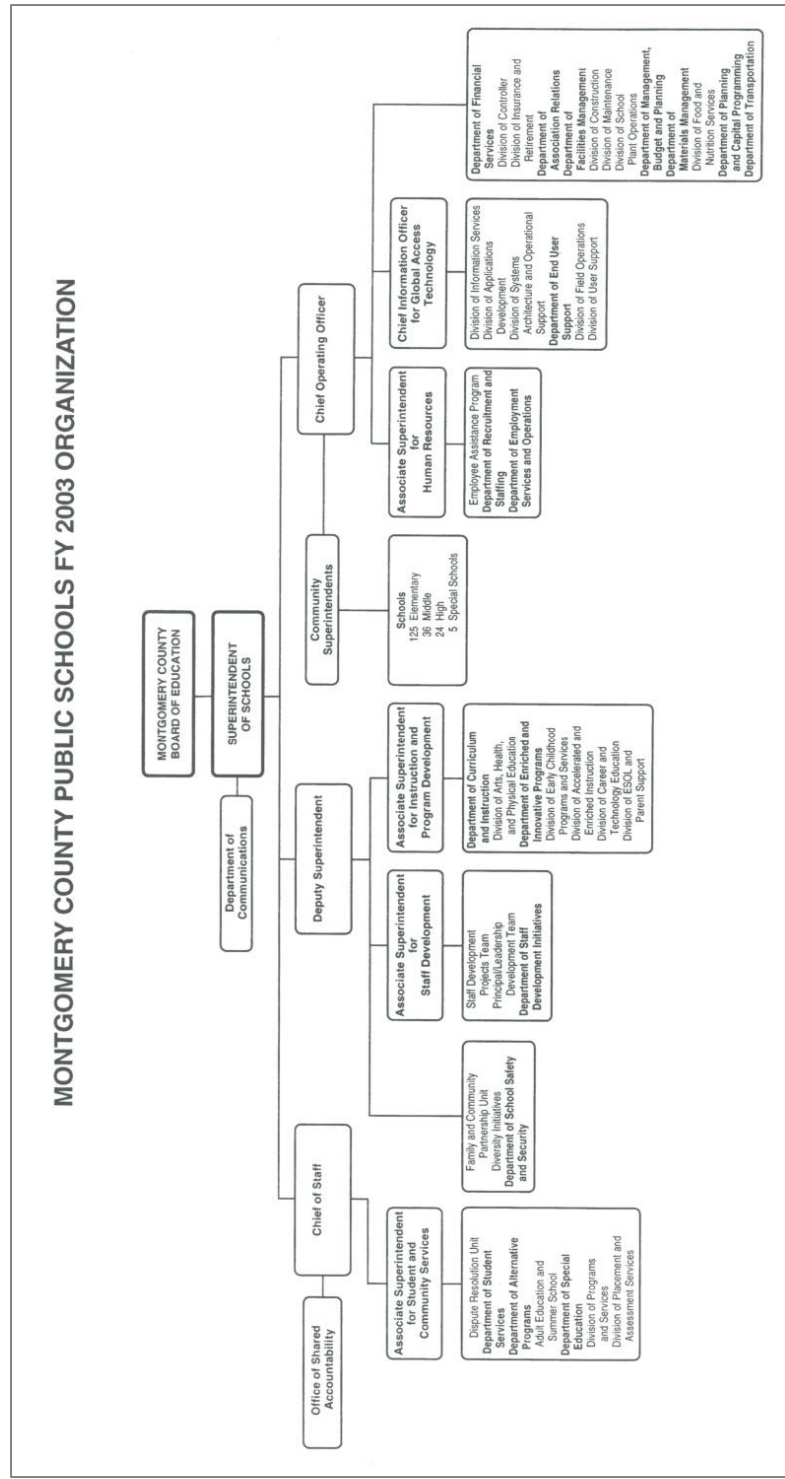 MONTGOMERY COUNTY PUBLIC SCHOOLS FY 2003 ORGANIZATION
MONTGOMERY COUNTY
BOARD OF EDUCATION
SUPERINTENDENT
OF SCHOOLS
Department of
Communications
Office of Shared
Accountability
Chief of Staff
Deputy Superintendent
Community
Superintendents
Chief Operating Officer
Associate Superintendent
for Student and
Community Services
Associate Superintendent
for
Staff Development
Associate Superintendent
for Instruction and
Program Development
Associate Superintendent
for
Human Resources
Chief Information Officer
for Global Access
Technology
Dispute Resolution Unit
Department of Student
Services
Department of Alternative
Programs
Adult Education and
Summer School
Department of Special
Education
Division of Programs
and Services
Division of Placement and
Assessment Services
Family and Community
Partnership Unit
Diversity Initiatives
Department of School Safety
and Security
Staff Development
Projects Team
Principal/Leadership
Development Team
Department of Staff
Development Initiatives
Department of Curriculum
and Instruction
Division of Arts, Health,
and Physical Education
Department of Enriched and
Innovative Programs
Division of Early Childhood
Programs and Services
Division of Accelerated and
Enriched Instruction
Division of Career and
Technology Education
Division of ESOL and
Parent Support
Schools
125 Elementary
36 Middle
24 High
5 Special Schools
Employee Assistance Program
Department of Recruitment and
Staffing
Department of Employment
Services and Operations
Division of Information Services
Division of Applications
Development
Division of Systems
Architecture and Operational
Support
Department of End User
Support
Division of Field Operations
Division of User Support
Department of Financial
Services
Division of Controller
Division of Insurance and
Retirement
Department of
Association Relations
Department of
Facilities Management
Division of Construction
Division of Maintenance
Division of School
Plant Operations
Department of Management,
Budget and Planning
Department of
Materials Management
Division of Food and
Nutrition Services
Department of Planning
and Capital Programming
Department of Transportation